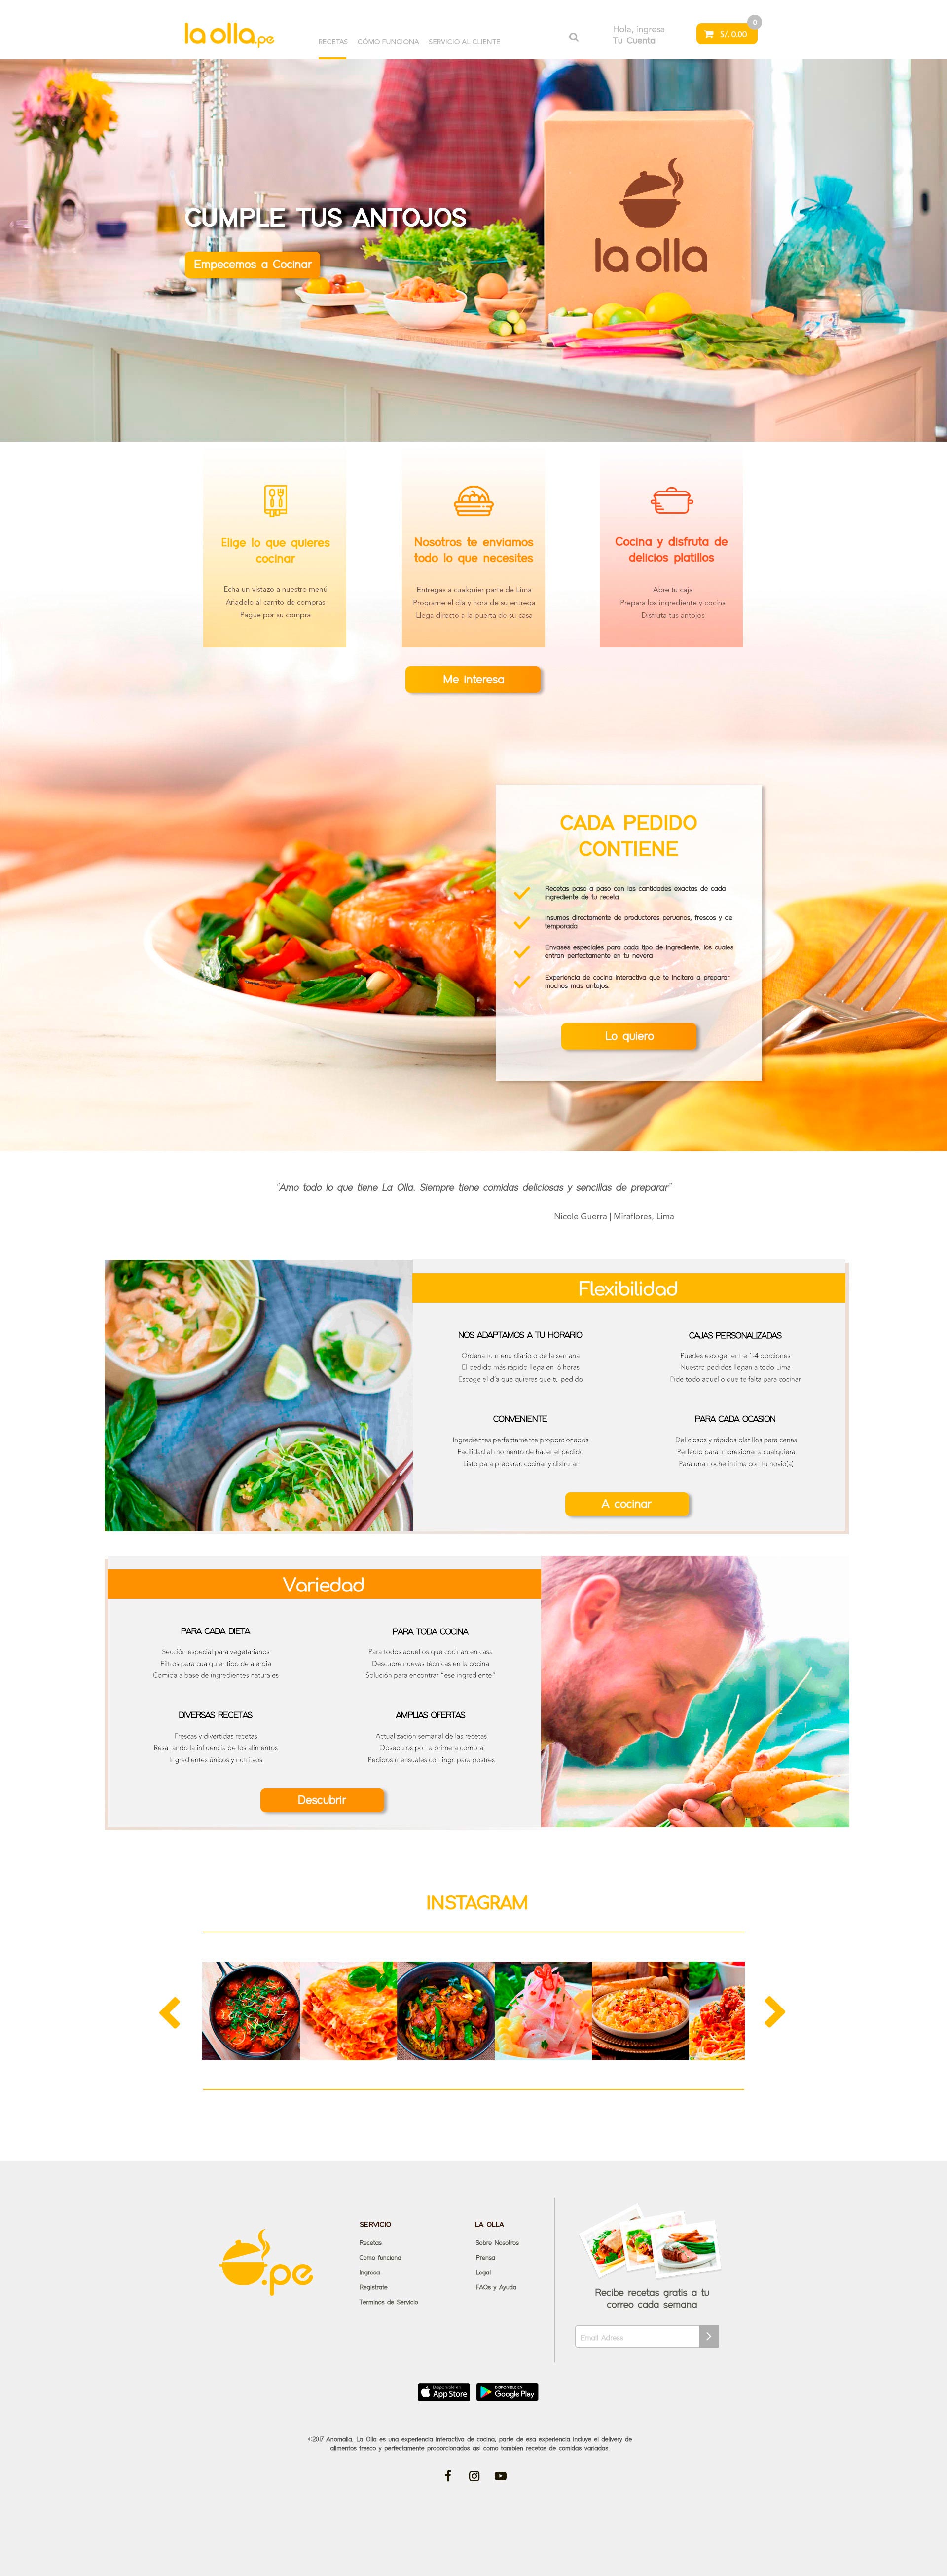 la olla.pe
RECETAS CÓMO FUNCIONA SERVICIO AL CLIENTE
Hola, ingresa
Tu Cuenta
0
S/. 0.00
CUMPLE TUS ANTOJOS
Empecemos a Cocinar
la olla
Elige lo que quieres
cocinar
Echa un vistazo a nuestro menú
Añadelo al carrito de compras
Pague por su compra
Nosotros te enviamos
todo lo que necesites
Entregas a cualquier parte de Lima
Programe el día y hora de su entrega
Llega directo a la puerta de su casa
Cocina y disfruta de
delicios platillos
Abre tu caja
Prepara los ingrediente y cocina
Disfruta tus antojos
Me interesa
CADA PEDIDO
CONTIENE
Recetas paso a paso con las cantidades exactas de cada
ingrediente de tu receta
Insumos directamente de productores peruanos, frescos y de
temporada
Envases especiales para cada tipo de ingrediente, los cuales
entran perfectamente en tu nevera
Experiencia de cocina interactiva que te incitara a preparar
muchos mas antojos.
Lo quiero
"Amo todo lo que tiene La Olla. Siempre tiene comidas deliciosas y sencillas de preparar"
Nicole Guerra | Miraflores, Lima
Flexibilidad
NOS ADAPTAMOS A TU HORARIO
Ordena tu menu diario o de la semana
El pedido más rápido llega en 6 horas
Escoge el día que quieres que tu pedido
CAJAS PERSONALIZADAS
Puedes escoger entre 1-4 porciones
Nuestro pedidos llegan a todo Lima
Pide todo aquello que te falta para cocinar
CONVENIENTE
Ingredientes perfectamente proporcionados
Facilidad al momento de hacer el pedido
Listo para preparar, cocinar y disfrutar
PARA CADA OCASION
Deliciosos y rápidos platillos para cenas
Perfecto para impresionar a cualquiera
Para una noche íntima con tu novio(a)
A cocinar
Variedad
PARA CADA DIETA
Sección especial para vegetarianos
Filtros para cualquier tipo de alergía
Comida a base de ingredientes naturales
PARA TODA COCINA
Para todos aquellos que cocinan en casa
Descubre nuevas técnicas en la cocina
Solución para encontrar "ese ingrediente"
DIVERSAS RECETAS
Frescas y divertidas recetas
Resaltando la influencia de los alimentos
Ingredientes únicos y nutritvos
AMPLIAS OFERTAS
Actualización semanal de las recetas
Obsequios por la primera compra
Pedidos mensuales con ingr. para postres
Descubrir
INSTAGRAM
.pe
SERVICIO
Recetas
Como funciona
Ingresa
Registrate
Terminos de Servicio
LA OLLA
Sobre Nosotros
Prensa
Legal
FAQs y Ayuda
Recibe recetas gratis a tu
correo cada semana
Email Adress
Disponible en
App Store
DISPONIBLE EN
Google Play
©2017 Anomalia. La Olla es una experiencia interactiva de cocina, parte de esa experiencia incluye el delivery de
alimentos fresco y perfectamente proporcionados así como tambien recetas de comidas variadas.